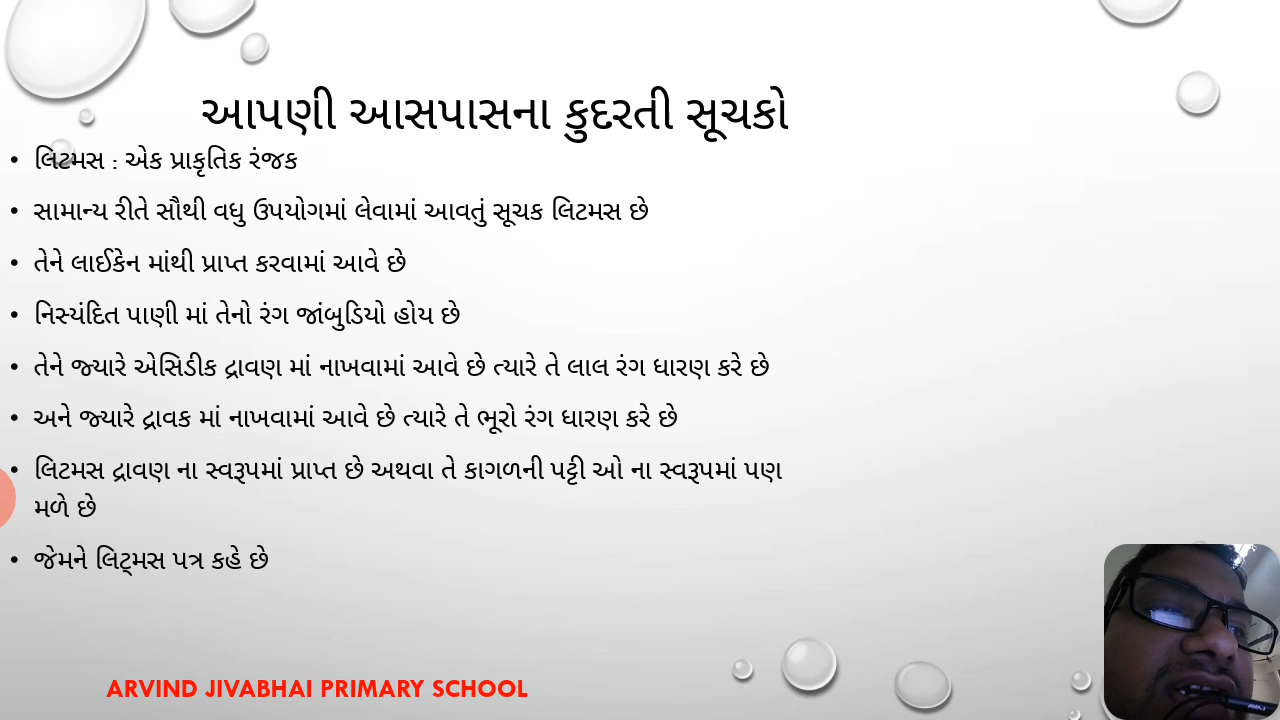 આપણી આસપાસના કુદરતી સૂચકો
• લિટમસ : એક પ્રાકૃતિક રંજક
• સામાન્ય રીતે સૌથી વધુ ઉપયોગમાં લેવામાં આવતું સૂચક લિટમસ છે
• તેને લાઈકેન માંથી પ્રાપ્ત કરવામાં આવે છે
• નિસ્યંદિત પાણી માં તેનો રંગ જાંબુડિયો હોય છે
• તેને જ્યારે એસિડીક દ્રાવણ માં નાખવામાં આવે છે ત્યારે તે લાલ રંગ ધારણ કરે છે
• અને જ્યારે દ્રાવક માં નાખવામાં આવે છે ત્યારે તે ભૂરો રંગ ધારણ કરે છે
• લિટમસ દ્રાવણ ના સ્વરૂપમાં પ્રાપ્ત છે અથવા તે કાગળની પટ્ટી ઓ ના સ્વરૂપમાં પણ
મળે છે
• જેમને લિટ્મસ પત્ર કહે છે
ARVIND JIVABHAI PRIMARY SCHOOL